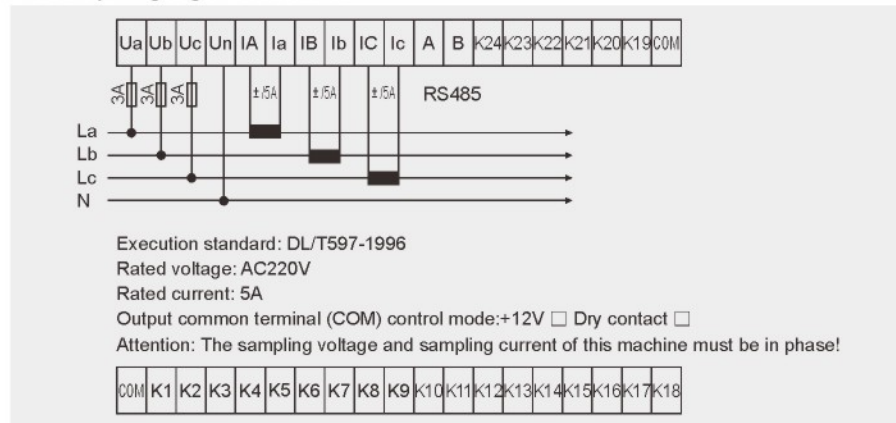 Ua Ub Uc Un IA Ia IB Ib IC Ic A B K24 K23 K22 K21 K20 K19 COM
3A 3A 3A ±/5A ±/5A ±/5A RS485
La
Lb
Lc
N
Execution standard: DL/T597-1996
Rated voltage: AC220V
Rated current: 5A
Output common terminal (COM) control mode:+12V □ Dry contact □
Attention: The sampling voltage and sampling current of this machine must be in phase!
COM K1 K2 K3 K4 K5 K6 K7 K8 K9 K10 K11 K12 K13 K14 K15 K16 K17 K18